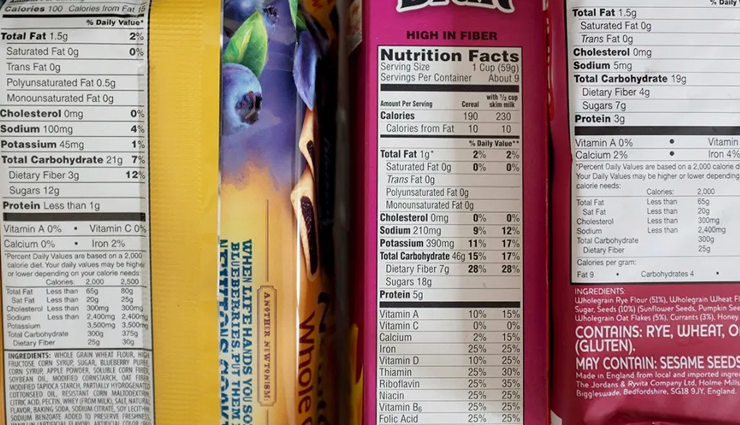 Calories 100 Calories from Fat 15
% Daily Value*
Total Fat 1.5g 2%
Saturated Fat 0g 0%
Trans Fat 0g
Polyunsaturated Fat 0.5g
Monounsaturated Fat 0g
Cholesterol 0mg 0%
Sodium 100mg 4%
Potassium 45mg 1%
Total Carbohydrate 21g 7%
Dietary Fiber 3g 12%
Sugars 12g
Protein Less than 1g
Vitamin A 0% • Vitamin C 0%
Calcium 0% • Iron 2%
*Percent Daily Values are based on a 2,000
calorie diet. Your daily values may be higher
or lower depending on your calorie needs:
Calories: 2,000 2,500
Total Fat Less than 65g 80g
Sat Fat Less than 20g 25g
Cholesterol Less than 300mg 300mg
Sodium Less than 2,400mg 2,400mg
Potassium 3,500mg 3,500mg
Total Carbohydrate 300g 375g
Dietary Fiber 25g 30g
INGREDIENTS: WHOLE GRAIN WHEAT FLOUR, HIGH
FRUCTOSE CORN SYRUP, SUGAR, BLUEBERRY PUREE,
CORN SYRUP, APPLE POWDER, SOLUBLE CORN FIBER,
SOYBEAN OIL, MODIFIED CORNSTARCH, OAT FIBER,
MODIFIED TAPIOCA STARCH, PARTIALLY HYDROGENATED
COTTONSEED OIL, RESISTANT CORN MALTODEXTRIN,
CITRIC ACID, PECTIN, WHEY (FROM MILK), SALT, NATURAL
FLAVOR, BAKING SODA, SODIUM CITRATE, SOY LECITHIN,
SODIUM BENZOATE ADDED TO PRESERVE FRESHNESS,
WHEN LIFE HANDS YOU SO
BLUEBERRIES, PUT THEM
NEWTONS
ANOTHER NEWTONISM
Whole
HIGH IN FIBER
Nutrition Facts
Serving Size 1 Cup (59g)
Servings Per Container About 9
Amount Per Serving Cereal with ½ cup skim milk
Calories 190 230
Calories from Fat 10 10
% Daily Value**
Total Fat 1g* 2% 2%
Saturated Fat 0g 0% 0%
Trans Fat 0g
Polyunsaturated Fat 0g
Monounsaturated Fat 0g
Cholesterol 0mg 0% 0%
Sodium 210mg 9% 12%
Potassium 390mg 11% 17%
Total Carbohydrate 46g 15% 17%
Dietary Fiber 7g 28% 28%
Sugars 18g
Protein 5g
Vitamin A 10% 15%
Vitamin C 0% 0%
Calcium 2% 15%
Iron 25% 25%
Vitamin D 10% 25%
Thiamin 25% 30%
Riboflavin 25% 35%
Niacin 25% 25%
Vitamin B6 25% 25%
Folic Acid 25% 25%
% Daily
Total Fat 1.5g
Saturated Fat 0g
Trans Fat 0g
Cholesterol 0mg
Sodium 5mg
Total Carbohydrate 19g
Dietary Fiber 4g
Sugars 7g
Protein 3g
Vitamin A 0% • Vitamin
Calcium 2% • Iron 4%
*Percent Daily Values are based on a 2,000 calorie d
Your Daily Values may be higher or lower depending
calorie needs:
Calories: 2,000
Total Fat Less than 65g
Sat Fat Less than 20g
Cholesterol Less than 300mg
Sodium Less than 2,400mg
Total Carbohydrate 300g
Dietary Fiber 25g
Calories per gram:
Fat 9 • Carbohydrates 4 •
INGREDIENTS:
Wholegrain Rye Flour (51%), Wholegrain Wheat Fl
Sugar, Seeds (10%) (Sunflower Seeds, Pumpkin See
Wholegrain Oat Flakes (5%), Currants (3%), Honey
CONTAINS: RYE, WHEAT, O
(GLUTEN).
MAY CONTAIN: SESAME SEEDS
Made in England from local and imported ingre
The Jordans & Ryvita Company Ltd, Holme Mills,
Biggleswade, Bedfordshire, SG18 9JY, England.